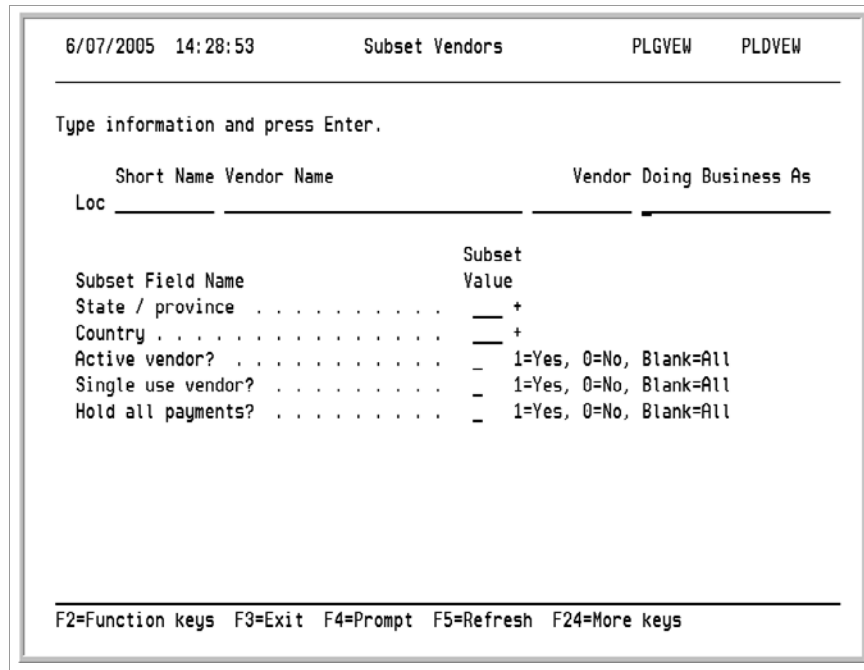 6/07/2005 14:28:53 Subset Vendors PLGVEW PLDVEW
Type information and press Enter.
Short Name Vendor Name Vendor Doing Business As
Loc
Subset
Subset Field Name Value
State / province . . . . . . . . . . ___ +
Country . . . . . . . . . . . . . . . ___ +
Active vendor? . . . . . . . . . . _ 1=Yes, 0=No, Blank=All
Single use vendor? . . . . . . . . . _ 1=Yes, 0=No, Blank=All
Hold all payments? . . . . . . . . . _ 1=Yes, 0=No, Blank=All
F2=Function keys F3=Exit F4=Prompt F5=Refresh F24=More keys